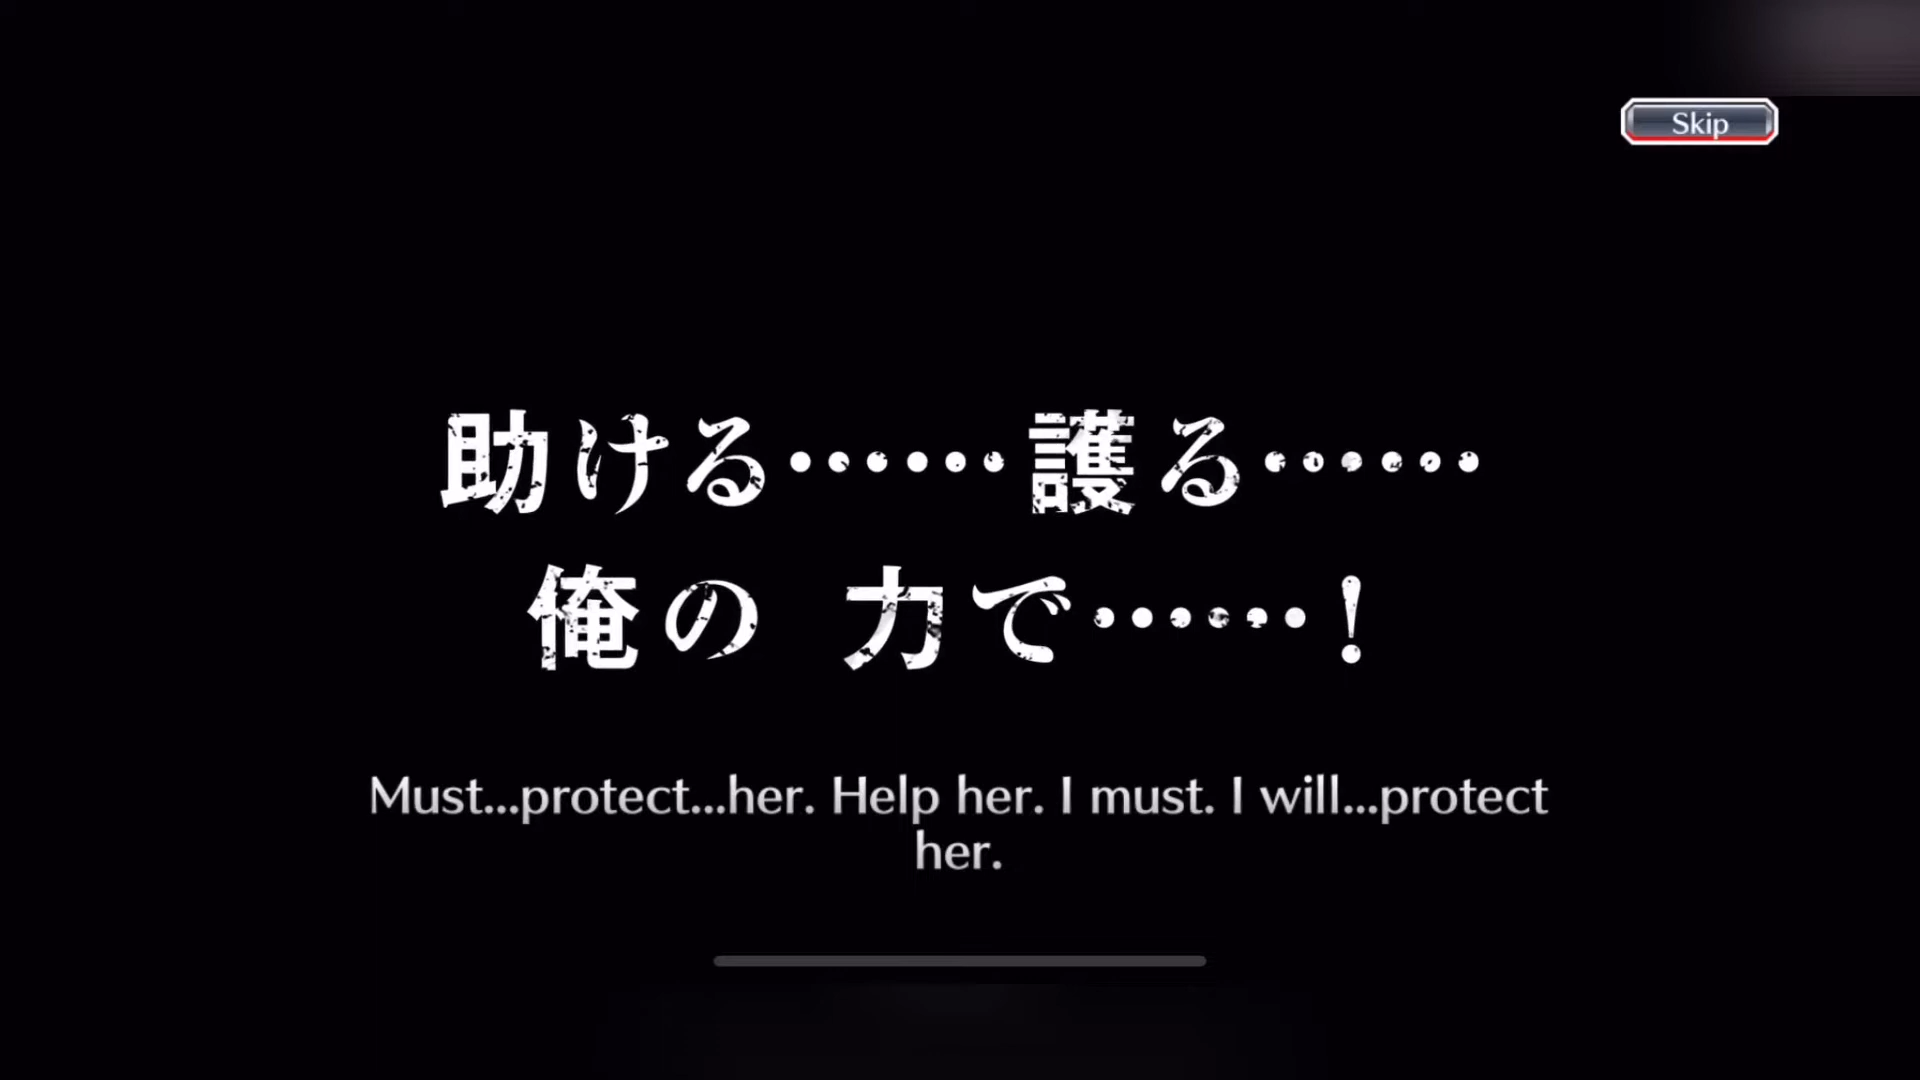 Skip
助ける……護る……
俺の 力で……！
Must...protect...her. Help her. I must. I will...protect
her.